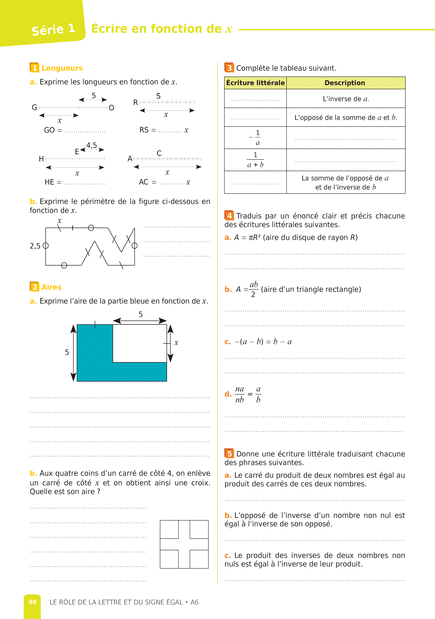 Série 1
Écrire en fonction de x
1 Longueurs
a. Exprime les longueurs en fonction de x.
5
G
O
x
GO = ....................
S
R
x
RS = ........... x
4,5
E
H
x
HE = ....................
C
A
x
AC = ........... x
b. Exprime le périmètre de la figure ci-dessous en
fonction de x.
x
2,5
2 Aires
a. Exprime l'aire de la partie bleue en fonction de x.
5
5
x
b. Aux quatre coins d'un carré de côté 4, on enlève
un carré de côté x et on obtient ainsi une croix.
Quelle est son aire ?
3 Complète le tableau suivant.
Écriture littérale Description
L'inverse de a.
L'opposé de la somme de a et b.
– 1/a
1/(a + b)
La somme de l'opposé de a
et de l'inverse de b
4 Traduis par un énoncé clair et précis chacune
des écritures littérales suivantes.
a. A = πR² (aire du disque de rayon R)
b. A = ab/2 (aire d'un triangle rectangle)
c. –(a – b) = b – a
d. na/nb = a/b
5 Donne une écriture littérale traduisant chacune
des phrases suivantes.
a. Le carré du produit de deux nombres est égal au
produit des carrés de ces deux nombres.
b. L'opposé de l'inverse d'un nombre non nul est
égal à l'inverse de son opposé.
c. Le produit des inverses de deux nombres non
nuls est égal à l'inverse de leur produit.
40 LE RÔLE DE LA LETTRE ET DU SIGNE ÉGAL • A6